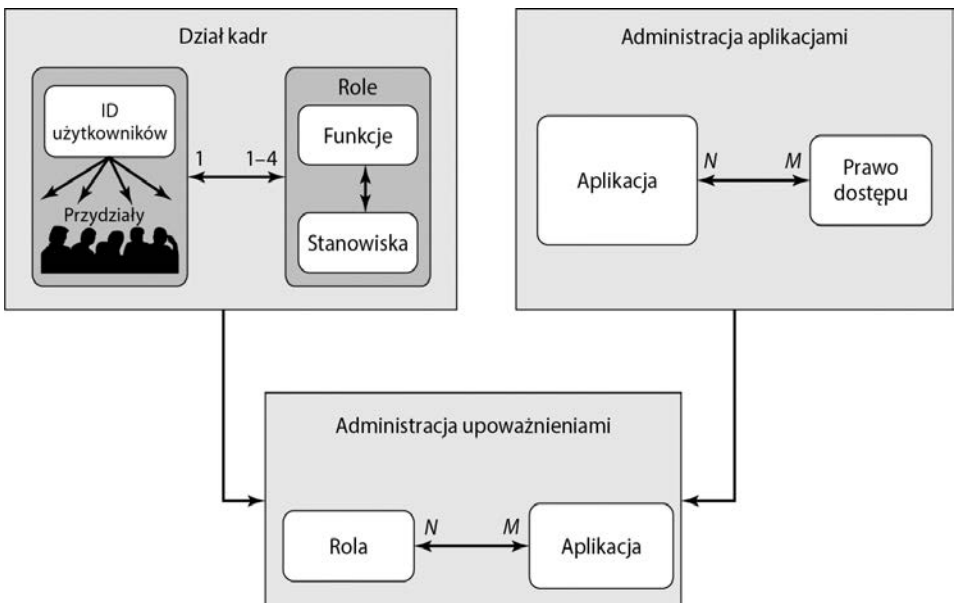 Dział kadr
ID
użytkowników
Przydziały
1
1–4
Role
Funkcje
Stanowiska
Administracja aplikacjami
Aplikacja
N
M
Prawo
dostępu
Administracja upoważnieniami
Rola
N
M
Aplikacja